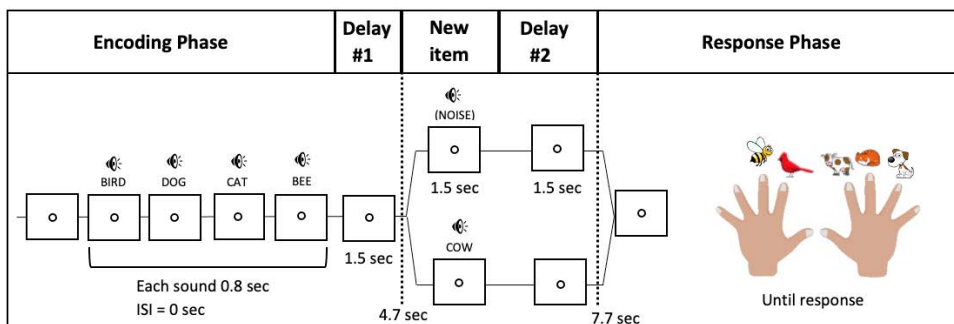 Encoding Phase
Delay
#1
New
item
Delay
#2
Response Phase
(NOISE)
BIRD
DOG
CAT
BEE
1.5 sec
1.5 sec
COW
1.5 sec
Each sound 0.8 sec
ISI = 0 sec
4.7 sec
7.7 sec
Until response